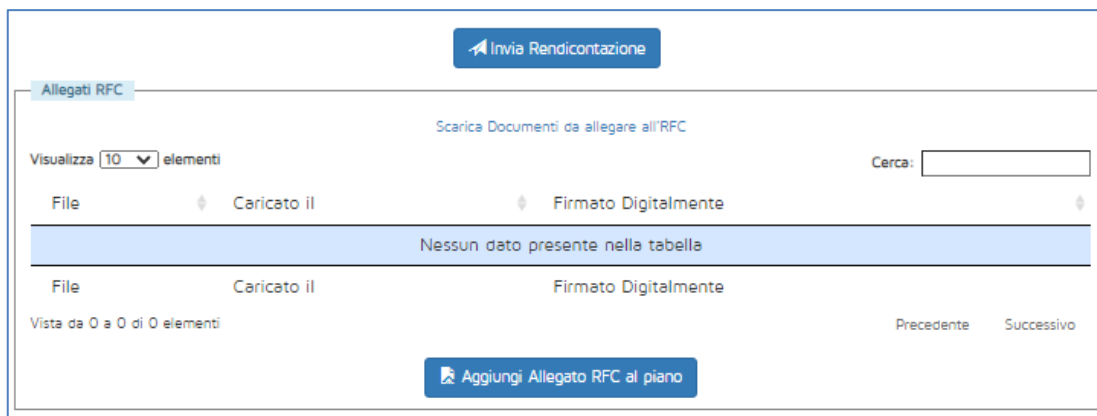 Invia Rendicontazione
Allegati RFC
Scarica Documenti da allegare all'RFC
Visualizza 10 elementi Cerca:
File Caricato il Firmato Digitalmente
Nessun dato presente nella tabella
File Caricato il Firmato Digitalmente
Vista da 0 a 0 di 0 elementi Precedente Successivo
Aggiungi Allegato RFC al piano